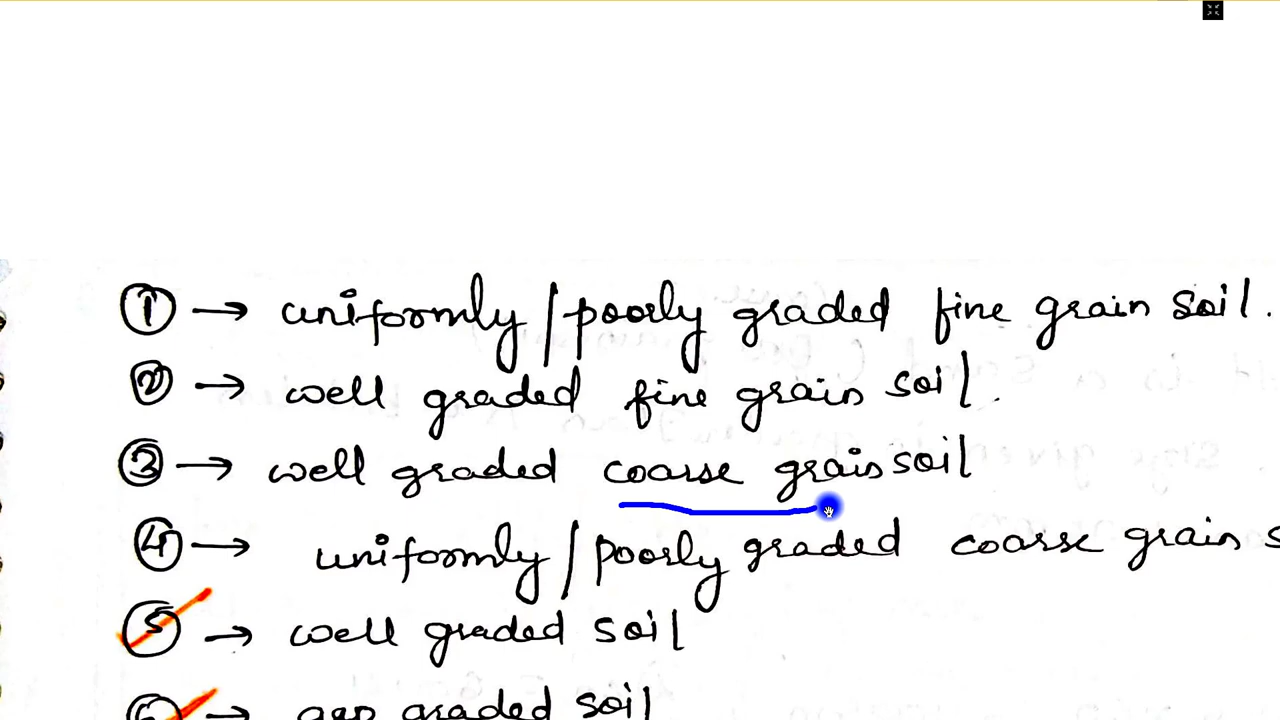 ① → uniformly/poorly graded fine grain soil.
② → well graded fine grain soil.
③ → well graded coarse grain soil
④ → uniformly/poorly graded coarse grain s
⑤ → well graded soil
⑥ → gap graded soil